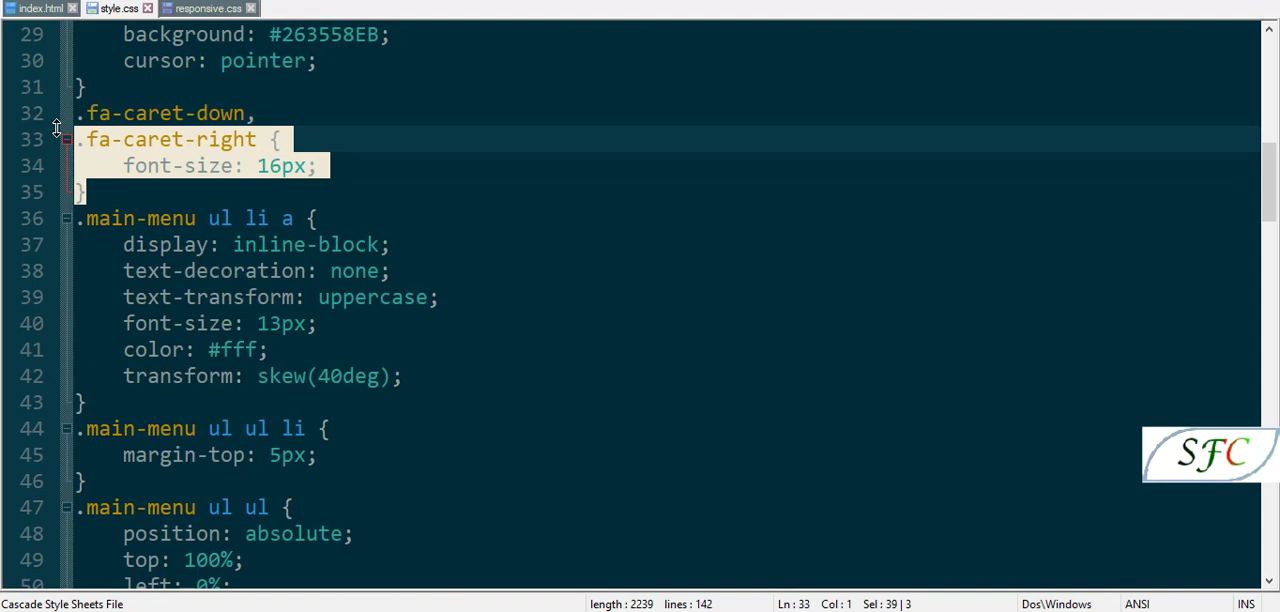 index.html style.css responsive.css
29 background: #263558EB;
30 cursor: pointer;
31 }
32 .fa-caret-down,
33 .fa-caret-right {
34 font-size: 16px;
35 }
36 .main-menu ul li a {
37 display: inline-block;
38 text-decoration: none;
39 text-transform: uppercase;
40 font-size: 13px;
41 color: #fff;
42 transform: skew(40deg);
43 }
44 .main-menu ul ul li {
45 margin-top: 5px;
46 }
47 .main-menu ul ul {
48 position: absolute;
49 top: 100%;
50 left: 0%;
SFC
Cascade Style Sheets File length : 2239 lines : 142 Ln : 33 Col : 1 Sel : 39 | 3 Dos\Windows ANSI INS